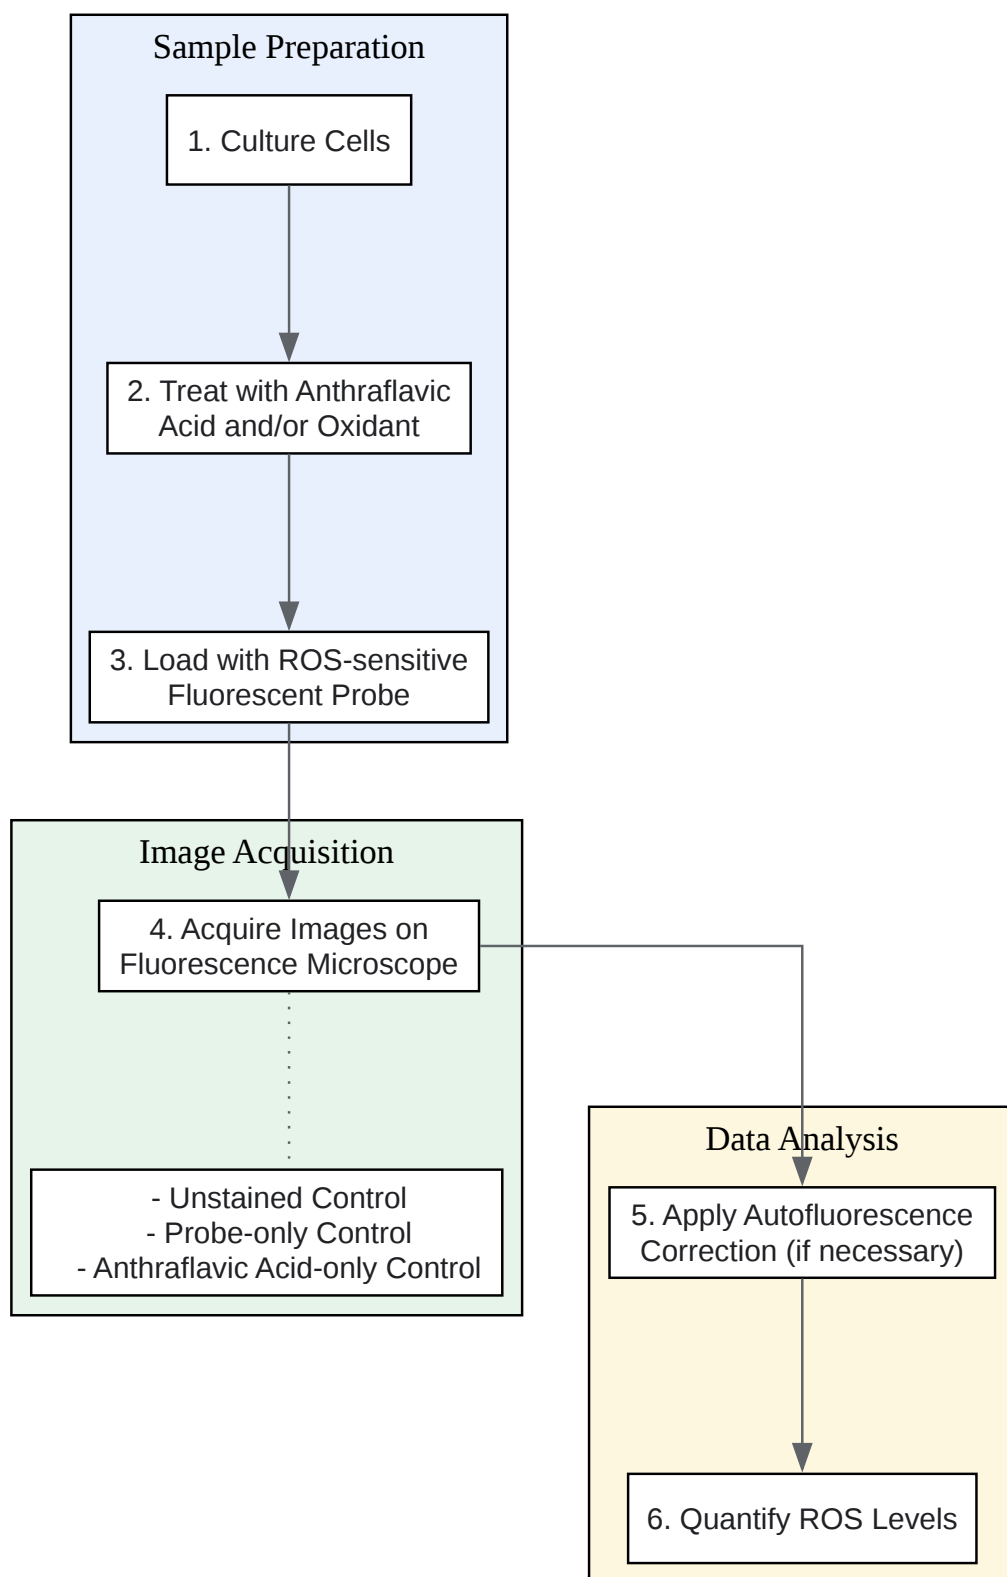 Sample Preparation
1. Culture Cells
2. Treat with Anthraflavic
Acid and/or Oxidant
3. Load with ROS-sensitive
Fluorescent Probe
Image Acquisition
4. Acquire Images on
Fluorescence Microscope
- Unstained Control
- Probe-only Control
- Anthraflavic Acid-only Control
Data Analysis
5. Apply Autofluorescence
Correction (if necessary)
6. Quantify ROS Levels